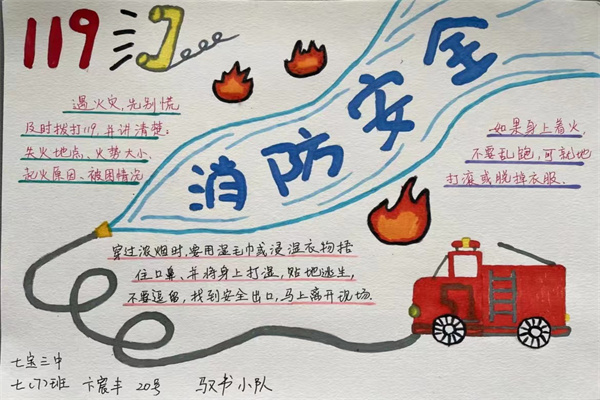 119
消防安全
遇火灾,先别慌
及时拨打119,并讲清楚:
失火地点、火势大小、
起火原因、被困情况
如果身上着火,
不要乱跑,可就地
打滚或脱掉衣服.
穿过浓烟时,要用湿毛巾或浸湿衣物捂
住口鼻、并将身上打湿,贴地逃生,
不要逗留,找到安全出口,马上离开现场.
七宝三中
七(7)班 卞宸丰 20号 驭书小队